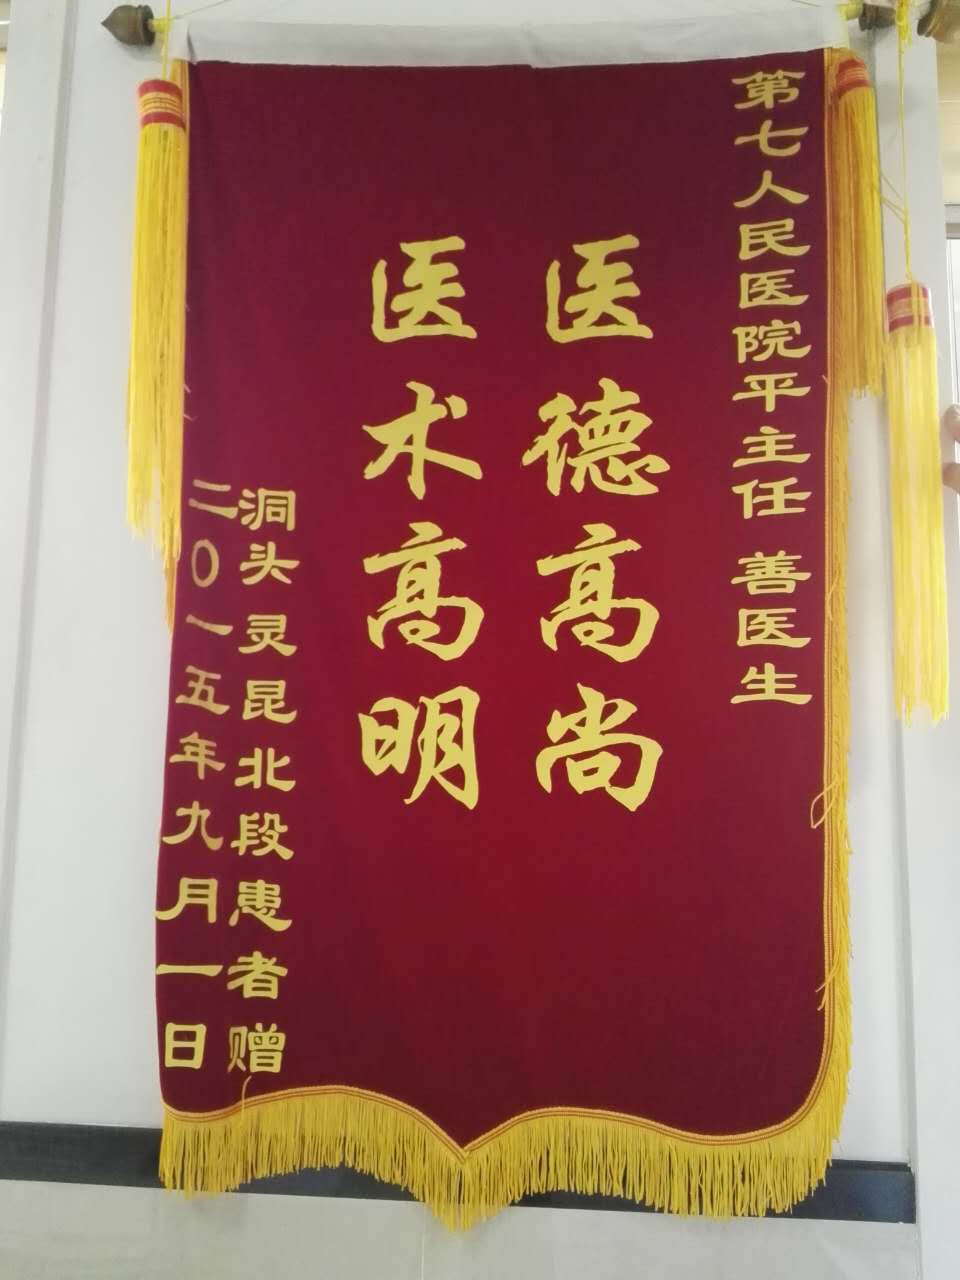 第七人民医院平主任 善医生
医德高尚
医术高明
洞头灵昆北段患者赠
二〇一五年九月一日